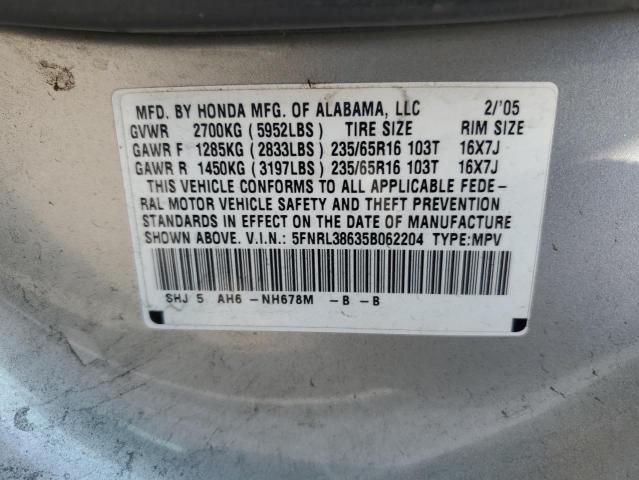 MFD. BY HONDA MFG. OF ALABAMA, LLC 2/'05
GVWR 2700KG (5952LBS) TIRE SIZE RIM SIZE
GAWR F 1285KG (2833LBS) 235/65R16 103T 16X7J
GAWR R 1450KG (3197LBS) 235/65R16 103T 16X7J
THIS VEHICLE CONFORMS TO ALL APPLICABLE FEDE-
RAL MOTOR VEHICLE SAFETY AND THEFT PREVENTION
STANDARDS IN EFFECT ON THE DATE OF MANUFACTURE
SHOWN ABOVE. V.I.N.: 5FNRL38635B062204 TYPE:MPV
SHJ 5 AH6 -NH678M -B -B